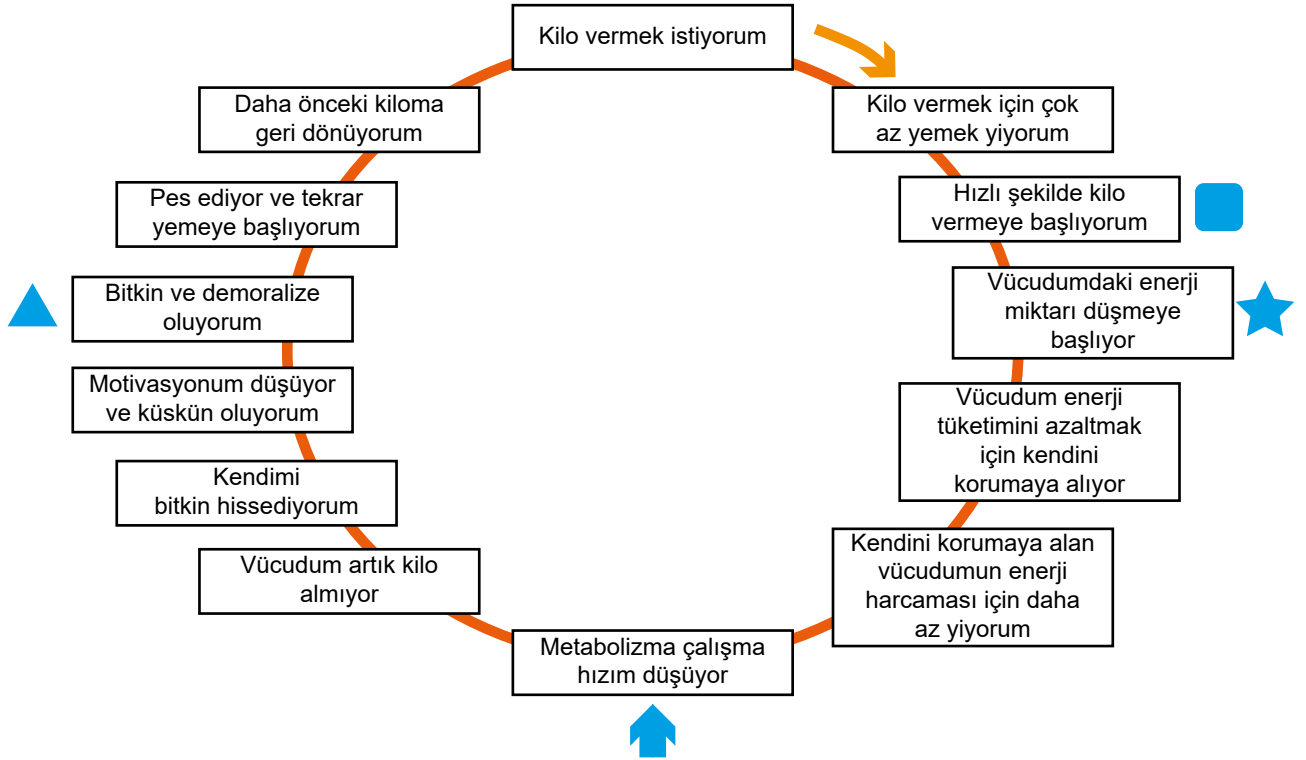 Kilo vermek istiyorum
Kilo vermek için çok
az yemek yiyorum
Hızlı şekilde kilo
vermeye başlıyorum
Vücudumdaki enerji
miktarı düşmeye
başlıyor
Vücudum enerji
tüketimini azaltmak
için kendini
korumaya alıyor
Kendini korumaya alan
vücudumun enerji
harcaması için daha
az yiyorum
Metabolizma çalışma
hızım düşüyor
Vücudum artık kilo
almıyor
Kendimi
bitkin hissediyorum
Motivasyonum düşüyor
ve küskün oluyorum
Bitkin ve demoralize
oluyorum
Pes ediyor ve tekrar
yemeye başlıyorum
Daha önceki kiloma
geri dönüyorum